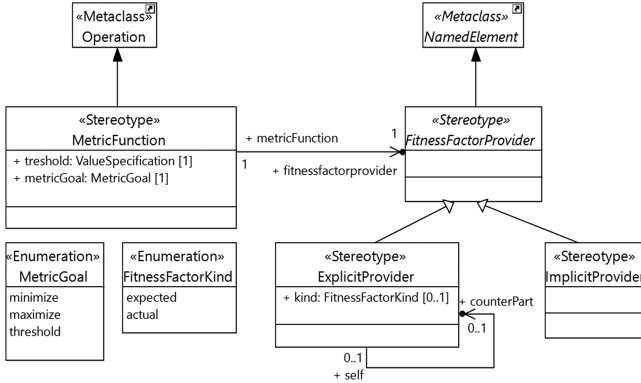 «Metaclass»
Operation
«Metaclass»
NamedElement
«Stereotype»
MetricFunction
+ treshold: ValueSpecification [1]
+ metricGoal: MetricGoal [1]
+ metricFunction
1
1
+ fitnessfactorprovider
«Stereotype»
FitnessFactorProvider
«Enumeration»
MetricGoal
minimize
maximize
threshold
«Enumeration»
FitnessFactorKind
expected
actual
«Stereotype»
ExplicitProvider
+ kind: FitnessFactorKind [0..1]
+ counterPart
0..1
0..1
+ self
«Stereotype»
ImplicitProvider